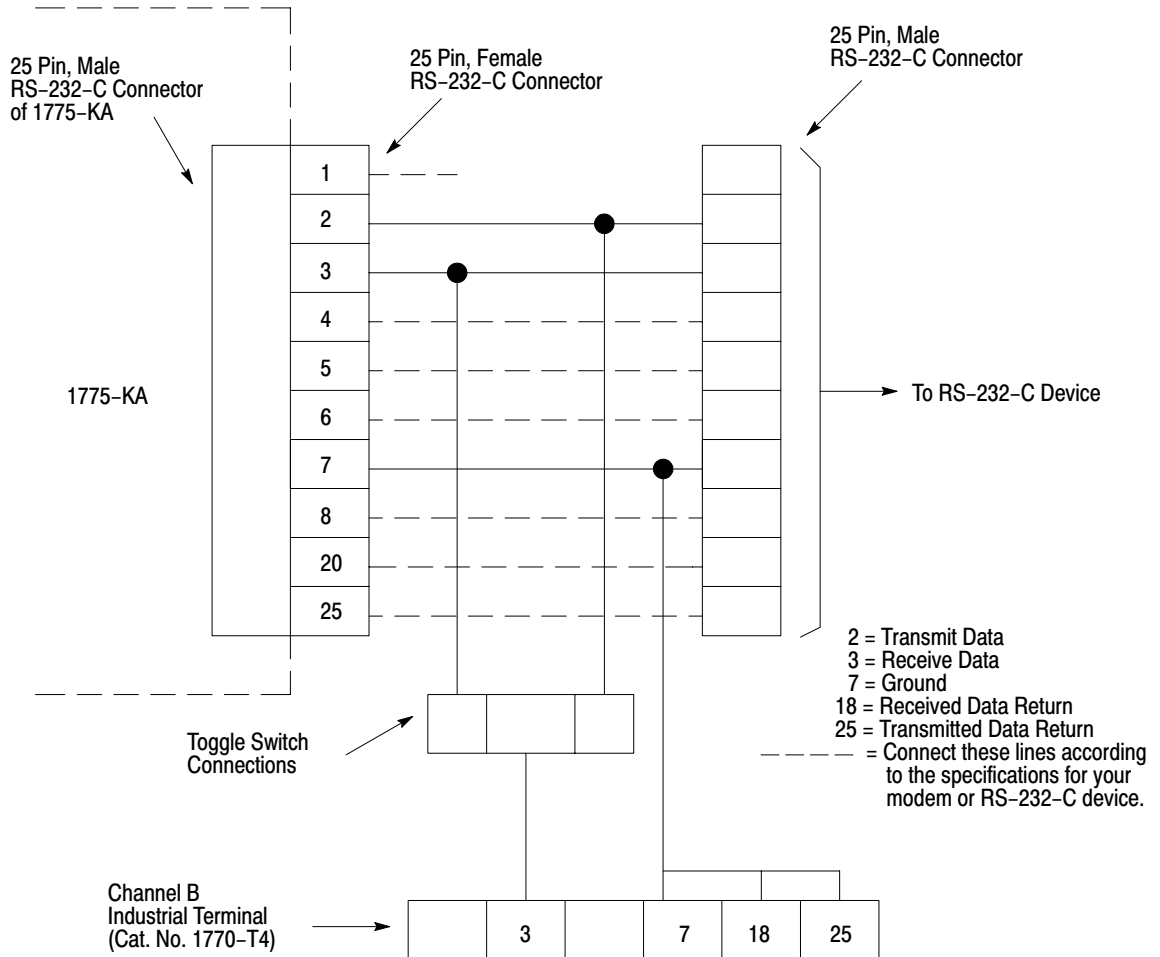 25 Pin, Male
RS-232-C Connector
of 1775-KA
25 Pin, Female
RS-232-C Connector
25 Pin, Male
RS-232-C Connector
1
2
3
4
5
6
7
8
20
25
1775-KA
To RS-232-C Device
2 = Transmit Data
3 = Receive Data
7 = Ground
18 = Received Data Return
25 = Transmitted Data Return
= Connect these lines according
to the specifications for your
modem or RS-232-C device.
Toggle Switch
Connections
Channel B
Industrial Terminal
(Cat. No. 1770-T4)
3
7
18
25